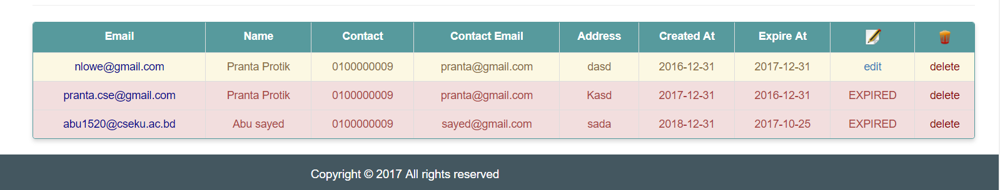 Email Name Contact Contact Email Address Created At Expire At
nlowe@gmail.com Pranta Protik 0100000009 pranta@gmail.com dasd 2016-12-31 2017-12-31 edit delete
pranta.cse@gmail.com Pranta Protik 0100000009 pranta@gmail.com Kasd 2017-12-31 2016-12-31 EXPIRED delete
abu1520@cseku.ac.bd Abu sayed 0100000009 sayed@gmail.com sada 2018-12-31 2017-10-25 EXPIRED delete
Copyright © 2017 All rights reserved